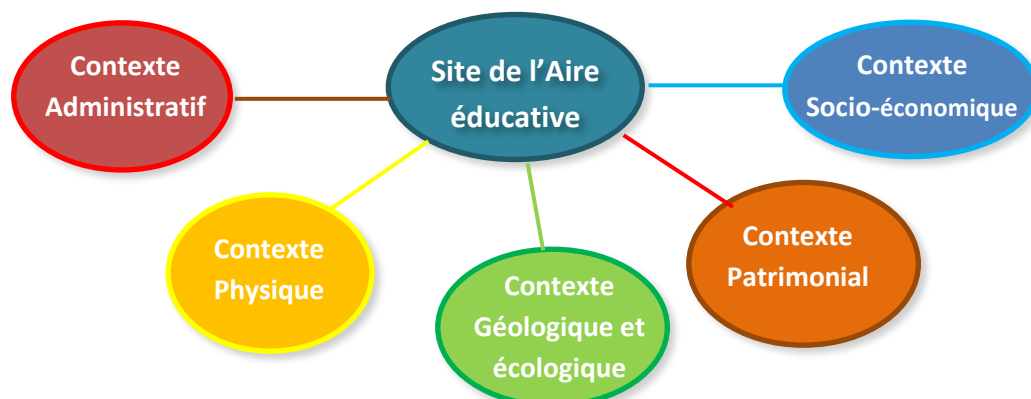 Contexte
Administratif
Site de l’Aire
éducative
Contexte
Socio-économique
Contexte
Physique
Contexte
Géologique et
écologique
Contexte
Patrimonial